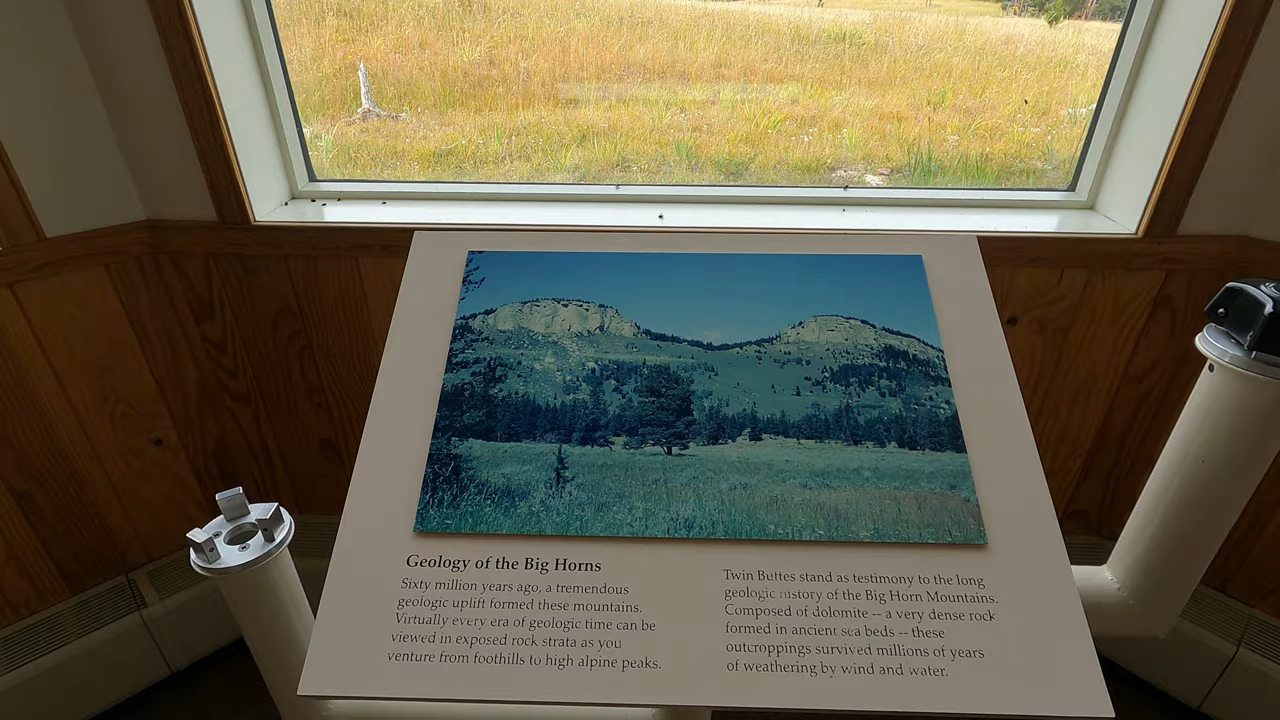 Geology of the Big Horns
Sixty million years ago, a tremendous
geologic uplift formed these mountains.
Virtually every era of geologic time can be
viewed in exposed rock strata as you
venture from foothills to high alpine peaks.
Twin Buttes stand as testimony to the long
geologic history of the Big Horn Mountains.
Composed of dolomite -- a very dense rock
formed in ancient sea beds -- these
outcroppings survived millions of years
of weathering by wind and water.